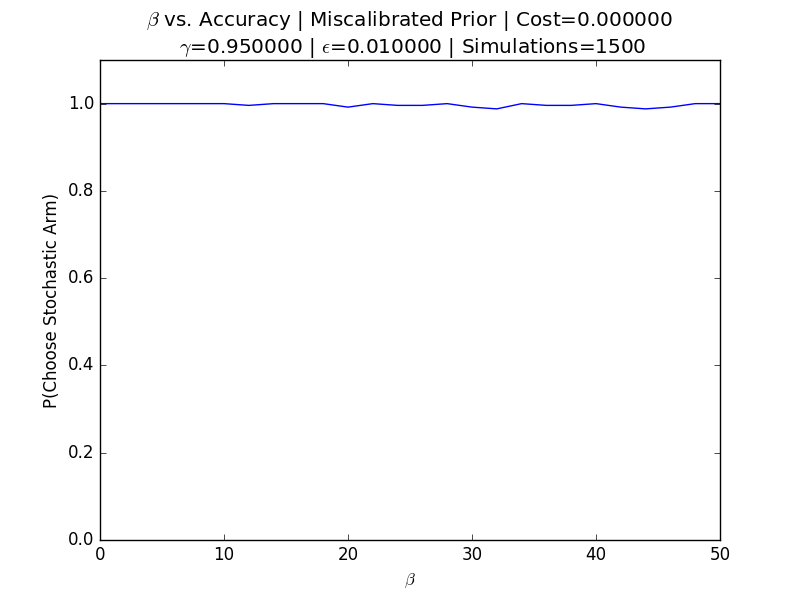 β vs. Accuracy | Miscalibrated Prior | Cost=0.000000
γ=0.950000 | ϵ=0.010000 | Simulations=1500
P(Choose Stochastic Arm)
1.0
0.8
0.6
0.4
0.2
0.0
0 10 20 30 40 50
β